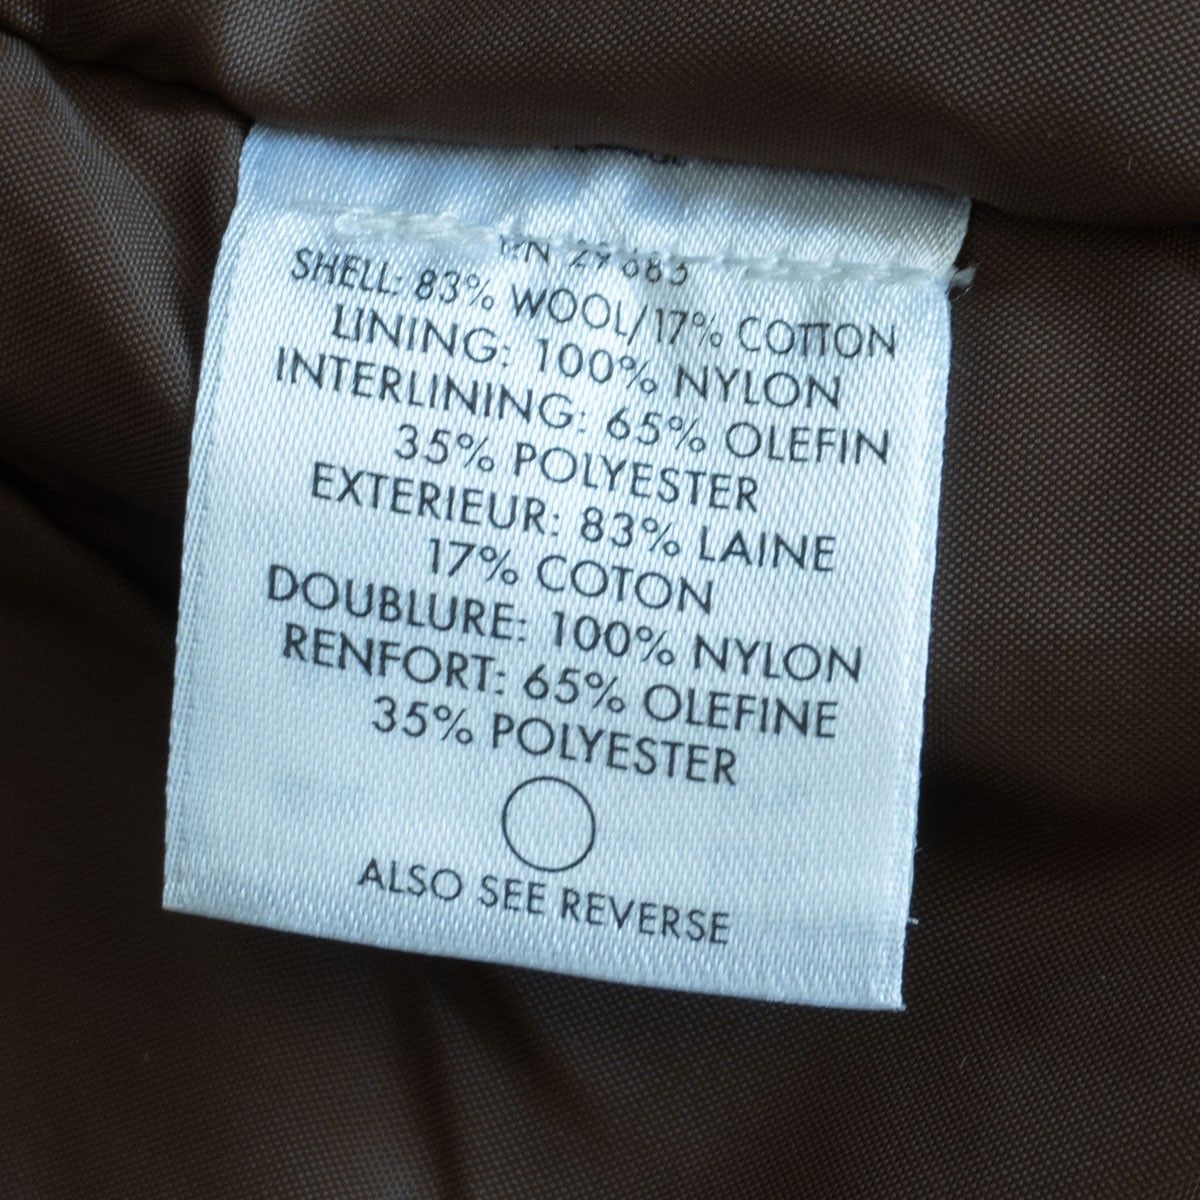 SHELL: 83% WOOL/17% COTTON
LINING: 100% NYLON
INTERLINING: 65% OLEFIN
35% POLYESTER
EXTERIEUR: 83% LAINE
17% COTON
DOUBLURE: 100% NYLON
RENFORT: 65% OLEFINE
35% POLYESTER
ALSO SEE REVERSE